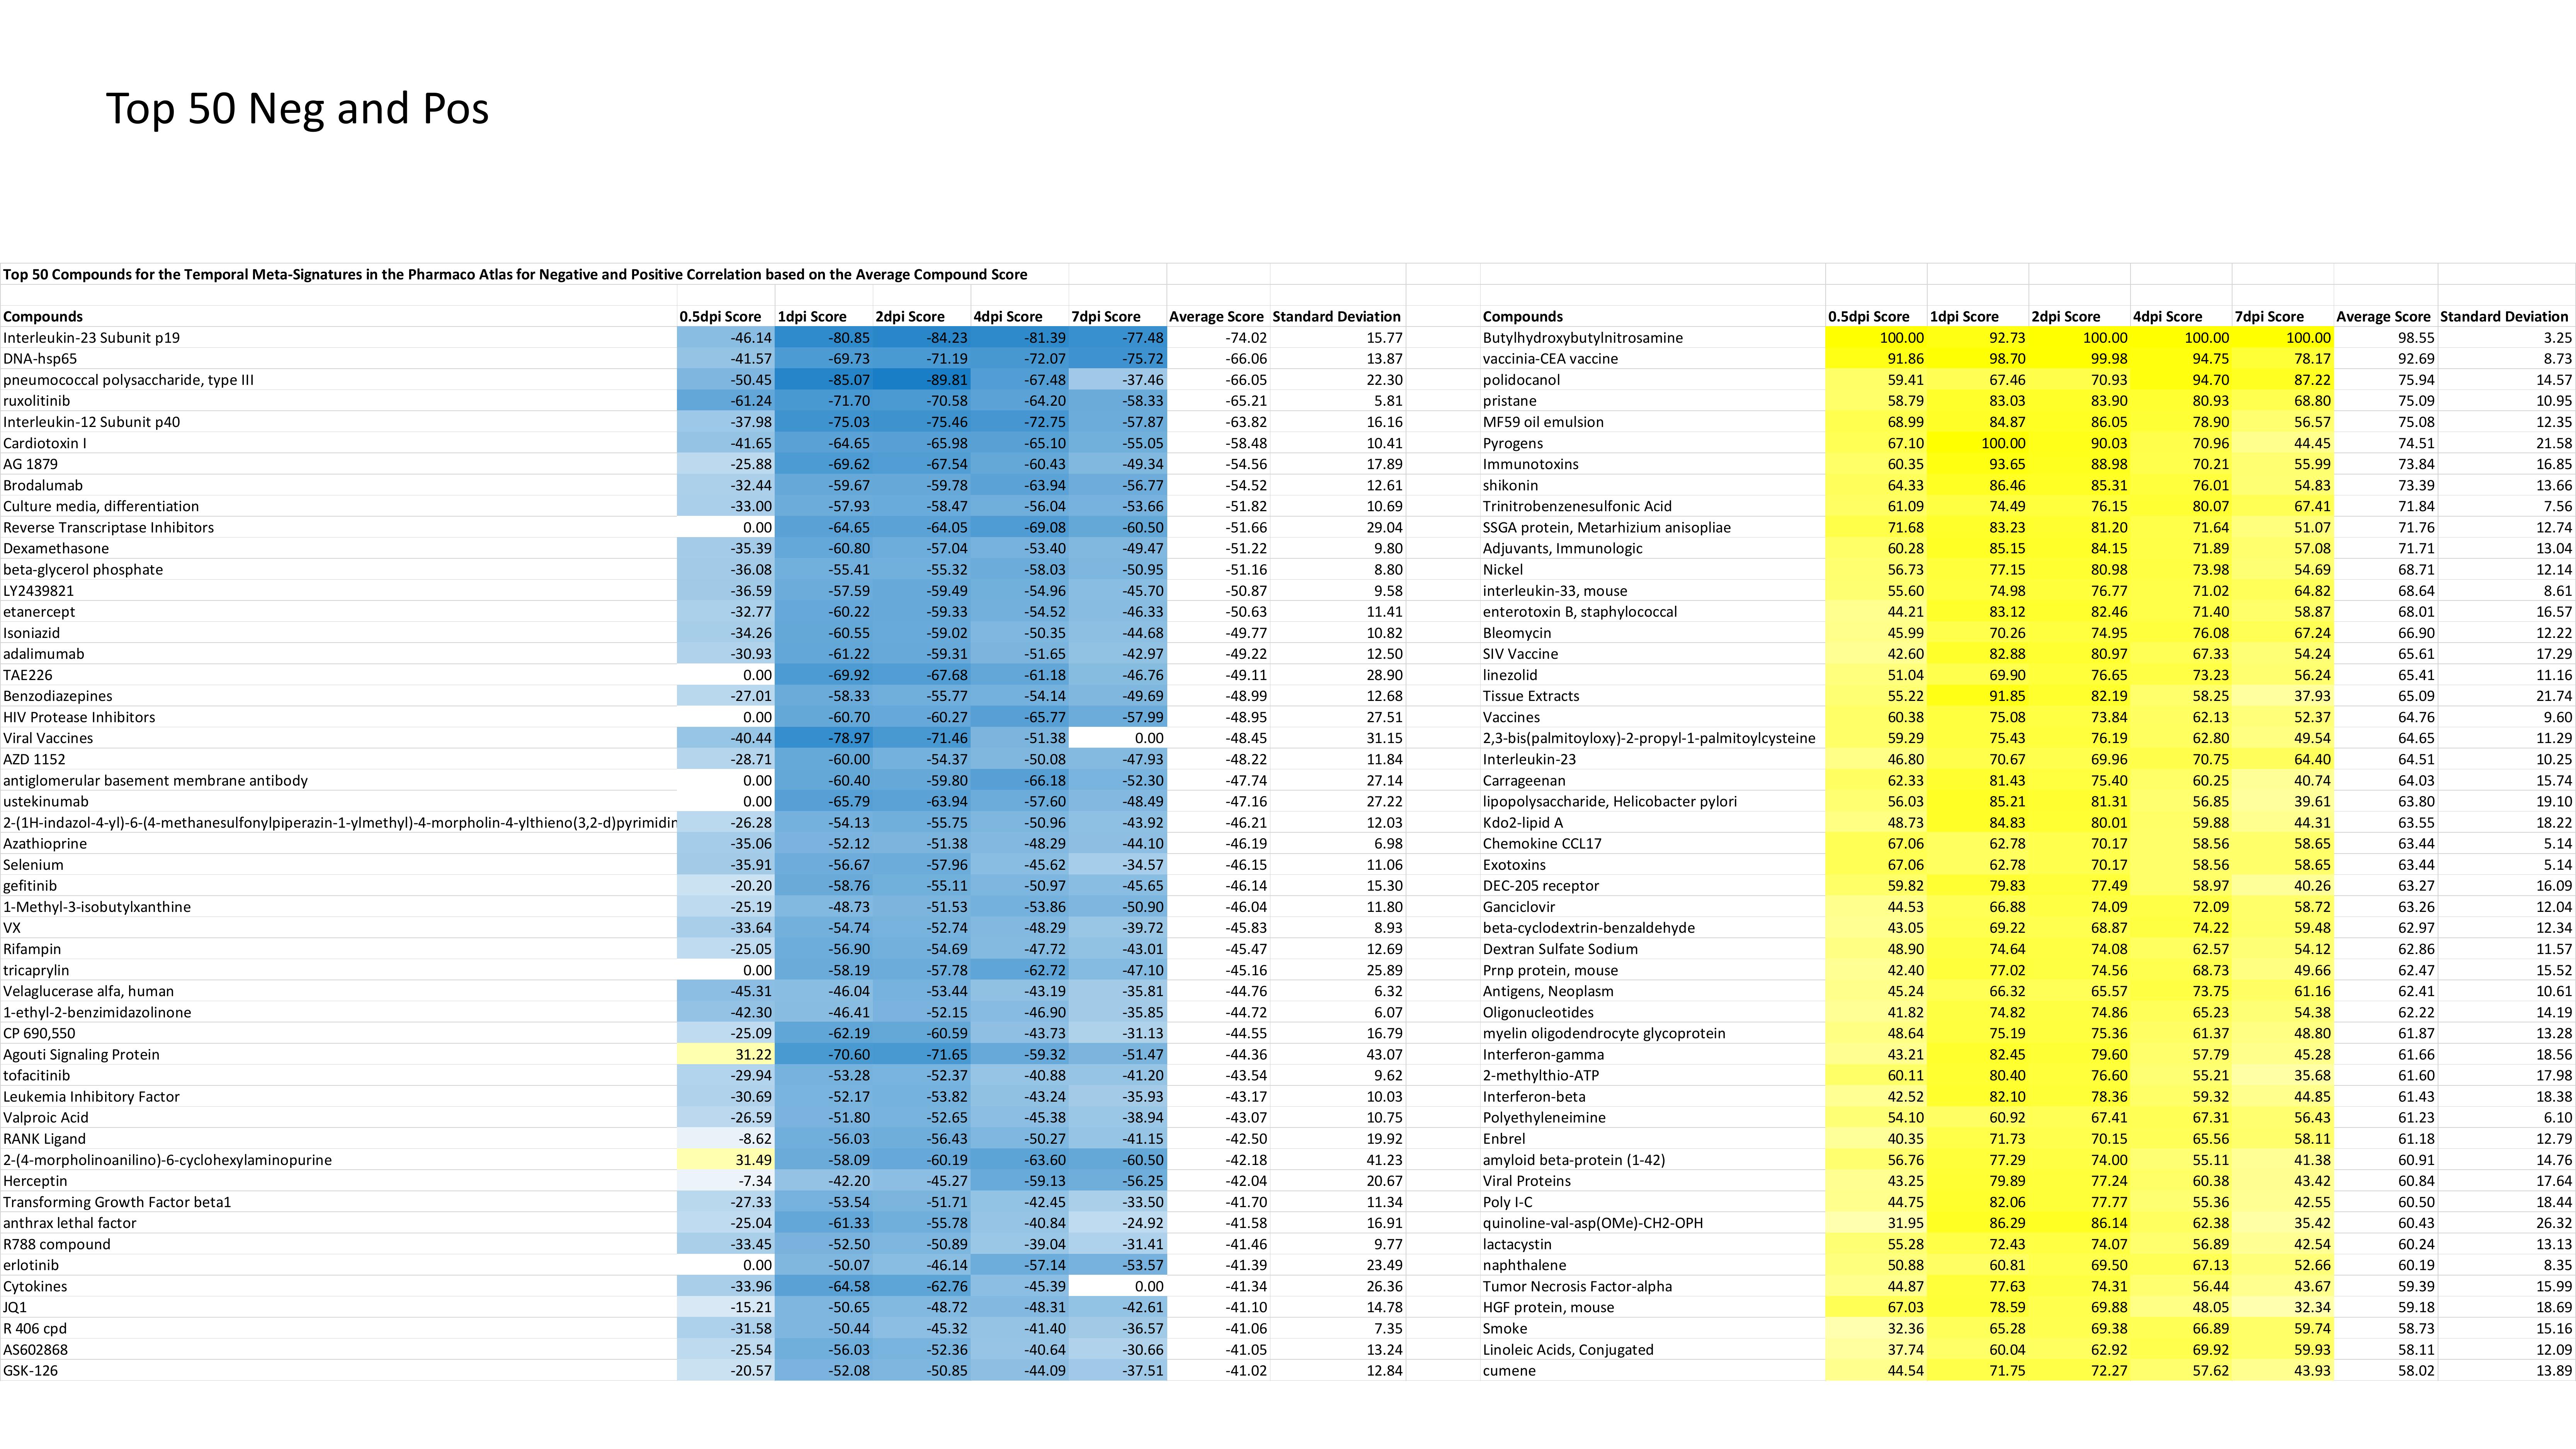 Top 50 Neg and Pos
Top 50 Compounds for the Temporal Meta-Signatures in the Pharmaco Atlas for Negative and Positive Correlation based on the Average Compound Score
Compounds 0.5dpi Score 1dpi Score 2dpi Score 4dpi Score 7dpi Score Average Score Standard Deviation Compounds 0.5dpi Score 1dpi Score 2dpi Score 4dpi Score 7dpi Score Average Score Standard Deviation
Interleukin-23 Subunit p19 -46.14 -80.85 -84.23 -81.39 -77.48 -74.02 15.77 Butylhydroxybutylnitrosamine 100.00 92.73 100.00 100.00 100.00 98.55 3.25
DNA-hsp65 -41.57 -69.73 -71.19 -72.07 -75.72 -66.06 13.87 vaccinia-CEA vaccine 91.86 98.70 99.98 94.75 78.17 92.69 8.73
pneumococcal polysaccharide, type III -50.45 -85.07 -89.81 -67.48 -37.46 -66.05 22.30 polidocanol 59.41 67.46 70.93 94.70 87.22 75.94 14.57
ruxolitinib -61.24 -71.70 -70.58 -64.20 -58.33 -65.21 5.81 pristane 58.79 83.03 83.90 80.93 68.80 75.09 10.95
Interleukin-12 Subunit p40 -37.98 -75.03 -75.46 -72.75 -57.87 -63.82 16.16 MF59 oil emulsion 68.99 84.87 86.05 78.90 56.57 75.08 12.35
Cardiotoxin I -41.65 -64.65 -65.98 -65.10 -55.05 -58.48 10.41 Pyrogens 67.10 100.00 90.03 70.96 44.45 74.51 21.58
AG 1879 -25.88 -69.62 -67.54 -60.43 -49.34 -54.56 17.89 Immunotoxins 60.35 93.65 88.98 70.21 55.99 73.84 16.85
Brodalumab -32.44 -59.67 -59.78 -63.94 -56.77 -54.52 12.61 shikonin 64.33 86.46 85.31 76.01 54.83 73.39 13.66
Culture media, differentiation -33.00 -57.93 -58.47 -56.04 -53.66 -51.82 10.69 Trinitrobenzenesulfonic Acid 61.09 74.49 76.15 80.07 67.41 71.84 7.56
Reverse Transcriptase Inhibitors 0.00 -64.65 -64.05 -69.08 -60.50 -51.66 29.04 SSGA protein, Metarhizium anisopliae 71.68 83.23 81.20 71.64 51.07 71.76 12.74
Dexamethasone -35.39 -60.80 -57.04 -53.40 -49.47 -51.22 9.80 Adjuvants, Immunologic 60.28 85.15 84.15 71.89 57.08 71.71 13.04
beta-glycerol phosphate -36.08 -55.41 -55.32 -58.03 -50.95 -51.16 8.80 Nickel 56.73 77.15 80.98 73.98 54.69 68.71 12.14
LY2439821 -36.59 -57.59 -59.49 -54.96 -45.70 -50.87 9.58 interleukin-33, mouse 55.60 74.98 76.77 71.02 64.82 68.64 8.61
etanercept -32.77 -60.22 -59.33 -54.52 -46.33 -50.63 11.41 enterotoxin B, staphylococcal 44.21 83.12 82.46 71.40 58.87 68.01 16.57
Isoniazid -34.26 -60.55 -59.02 -50.35 -44.68 -49.77 10.82 Bleomycin 45.99 70.26 74.95 76.08 67.24 66.90 12.22
adalimumab -30.93 -61.22 -59.31 -51.65 -42.97 -49.22 12.50 SIV Vaccine 42.60 82.88 80.97 67.33 54.24 65.61 17.29
TAE226 0.00 -69.92 -67.68 -61.18 -46.76 -49.11 28.90 linezolid 51.04 69.90 76.65 73.23 56.24 65.41 11.16
Benzodiazepines -27.01 -58.33 -55.77 -54.14 -49.69 -48.99 12.68 Tissue Extracts 55.22 91.85 82.19 58.25 37.93 65.09 21.74
HIV Protease Inhibitors 0.00 -60.70 -60.27 -65.77 -57.99 -48.95 27.51 Vaccines 60.38 75.08 73.84 62.13 52.37 64.76 9.60
Viral Vaccines -40.44 -78.97 -71.46 -51.38 0.00 -48.45 31.15 2,3-bis(palmitoyloxy)-2-propyl-1-palmitoylcysteine 59.29 75.43 76.19 62.80 49.54 64.65 11.29
AZD 1152 -28.71 -60.00 -54.37 -50.08 -47.93 -48.22 11.84 Interleukin-23 46.80 70.67 69.96 70.75 64.40 64.51 10.25
antiglomerular basement membrane antibody 0.00 -60.40 -59.80 -66.18 -52.30 -47.74 27.14 Carrageenan 62.33 81.43 75.40 60.25 40.74 64.03 15.74
ustekinumab 0.00 -65.79 -63.94 -57.60 -48.49 -47.16 27.22 lipopolysaccharide, Helicobacter pylori 56.03 85.21 81.31 56.85 39.61 63.80 19.10
2-(1H-indazol-4-yl)-6-(4-methanesulfonylpiperazin-1-ylmethyl)-4-morpholin-4-ylthieno(3,2-d)pyrimidin -26.28 -54.13 -55.75 -50.96 -43.92 -46.21 12.03 Kdo2-lipid A 48.73 84.83 80.01 59.88 44.31 63.55 18.22
Azathioprine -35.06 -52.12 -51.38 -48.29 -44.10 -46.19 6.98 Chemokine CCL17 67.06 62.78 70.17 58.56 58.65 63.44 5.14
Selenium -35.91 -56.67 -57.96 -45.62 -34.57 -46.15 11.06 Exotoxins 67.06 62.78 70.17 58.56 58.65 63.44 5.14
gefitinib -20.20 -58.76 -55.11 -50.97 -45.65 -46.14 15.30 DEC-205 receptor 59.82 79.83 77.49 58.97 40.26 63.27 16.09
1-Methyl-3-isobutylxanthine -25.19 -48.73 -51.53 -53.86 -50.90 -46.04 11.80 Ganciclovir 44.53 66.88 74.09 72.09 58.72 63.26 12.04
VX -33.64 -54.74 -52.74 -48.29 -39.72 -45.83 8.93 beta-cyclodextrin-benzaldehyde 43.05 69.22 68.87 74.22 59.48 62.97 12.34
Rifampin -25.05 -56.90 -54.69 -47.72 -43.01 -45.47 12.69 Dextran Sulfate Sodium 48.90 74.64 74.08 62.57 54.12 62.86 11.57
tricaprylin 0.00 -58.19 -57.78 -62.72 -47.10 -45.16 25.89 Prnp protein, mouse 42.40 77.02 74.56 68.73 49.66 62.47 15.52
Velaglucerase alfa, human -45.31 -46.04 -53.44 -43.19 -35.81 -44.76 6.32 Antigens, Neoplasm 45.24 66.32 65.57 73.75 61.16 62.41 10.61
1-ethyl-2-benzimidazolinone -42.30 -46.41 -52.15 -46.90 -35.85 -44.72 6.07 Oligonucleotides 41.82 74.82 74.86 65.23 54.38 62.22 14.19
CP 690,550 -25.09 -62.19 -60.59 -43.73 -31.13 -44.55 16.79 myelin oligodendrocyte glycoprotein 48.64 75.19 75.36 61.37 48.80 61.87 13.28
Agouti Signaling Protein 31.22 -70.60 -71.65 -59.32 -51.47 -44.36 43.07 Interferon-gamma 43.21 82.45 79.60 57.79 45.28 61.66 18.56
tofacitinib -29.94 -53.28 -52.37 -40.88 -41.20 -43.54 9.62 2-methylthio-ATP 60.11 80.40 76.60 55.21 35.68 61.60 17.98
Leukemia Inhibitory Factor -30.69 -52.17 -53.82 -43.24 -35.93 -43.17 10.03 Interferon-beta 42.52 82.10 78.36 59.32 44.85 61.43 18.38
Valproic Acid -26.59 -51.80 -52.65 -45.38 -38.94 -43.07 10.75 Polyethyleneimine 54.10 60.92 67.41 67.31 56.43 61.23 6.10
RANK Ligand -8.62 -56.03 -56.43 -50.27 -41.15 -42.50 19.92 Enbrel 40.35 71.73 70.15 65.56 58.11 61.18 12.79
2-(4-morpholinoanilino)-6-cyclohexylaminopurine 31.49 -58.09 -60.19 -63.60 -60.50 -42.18 41.23 amyloid beta-protein (1-42) 56.76 77.29 74.00 55.11 41.38 60.91 14.76
Herceptin -7.34 -42.20 -45.27 -59.13 -56.25 -42.04 20.67 Viral Proteins 43.25 79.89 77.24 60.38 43.42 60.84 17.64
Transforming Growth Factor beta1 -27.33 -53.54 -51.71 -42.45 -33.50 -41.70 11.34 Poly I-C 44.75 82.06 77.77 55.36 42.55 60.50 18.44
anthrax lethal factor -25.04 -61.33 -55.78 -40.84 -24.92 -41.58 16.91 quinoline-val-asp(OMe)-CH2-OPH 31.95 86.29 86.14 62.38 35.42 60.43 26.32
R788 compound -33.45 -52.50 -50.89 -39.04 -31.41 -41.46 9.77 lactacystin 55.28 72.43 74.07 56.89 42.54 60.24 13.13
erlotinib 0.00 -50.07 -46.14 -57.14 -53.57 -41.39 23.49 naphthalene 50.88 60.81 69.50 67.13 52.66 60.19 8.35
Cytokines -33.96 -64.58 -62.76 -45.39 0.00 -41.34 26.36 Tumor Necrosis Factor-alpha 44.87 77.63 74.31 56.44 43.67 59.39 15.99
JQ1 -15.21 -50.65 -48.72 -48.31 -42.61 -41.10 14.78 HGF protein, mouse 67.03 78.59 69.88 48.05 32.34 59.18 18.69
R 406 cpd -31.58 -50.44 -45.32 -41.40 -36.57 -41.06 7.35 Smoke 32.36 65.28 69.38 66.89 59.74 58.73 15.16
AS602868 -25.54 -56.03 -52.36 -40.64 -30.66 -41.05 13.24 Linoleic Acids, Conjugated 37.74 60.04 62.92 69.92 59.93 58.11 12.09
GSK-126 -20.57 -52.08 -50.85 -44.09 -37.51 -41.02 12.84 cumene 44.54 71.75 72.27 57.62 43.93 58.02 13.89